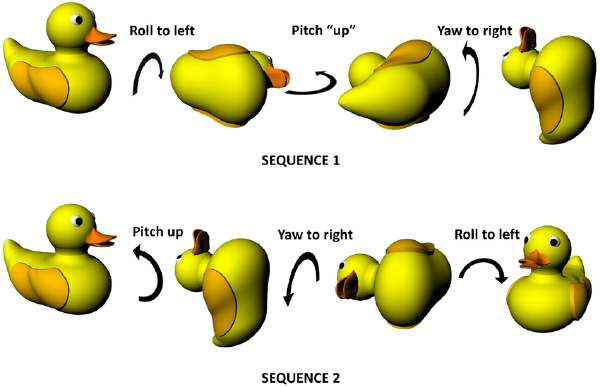 Roll to left
Pitch “up”
Yaw to right
SEQUENCE 1
Pitch up
Yaw to right
Roll to left
SEQUENCE 2